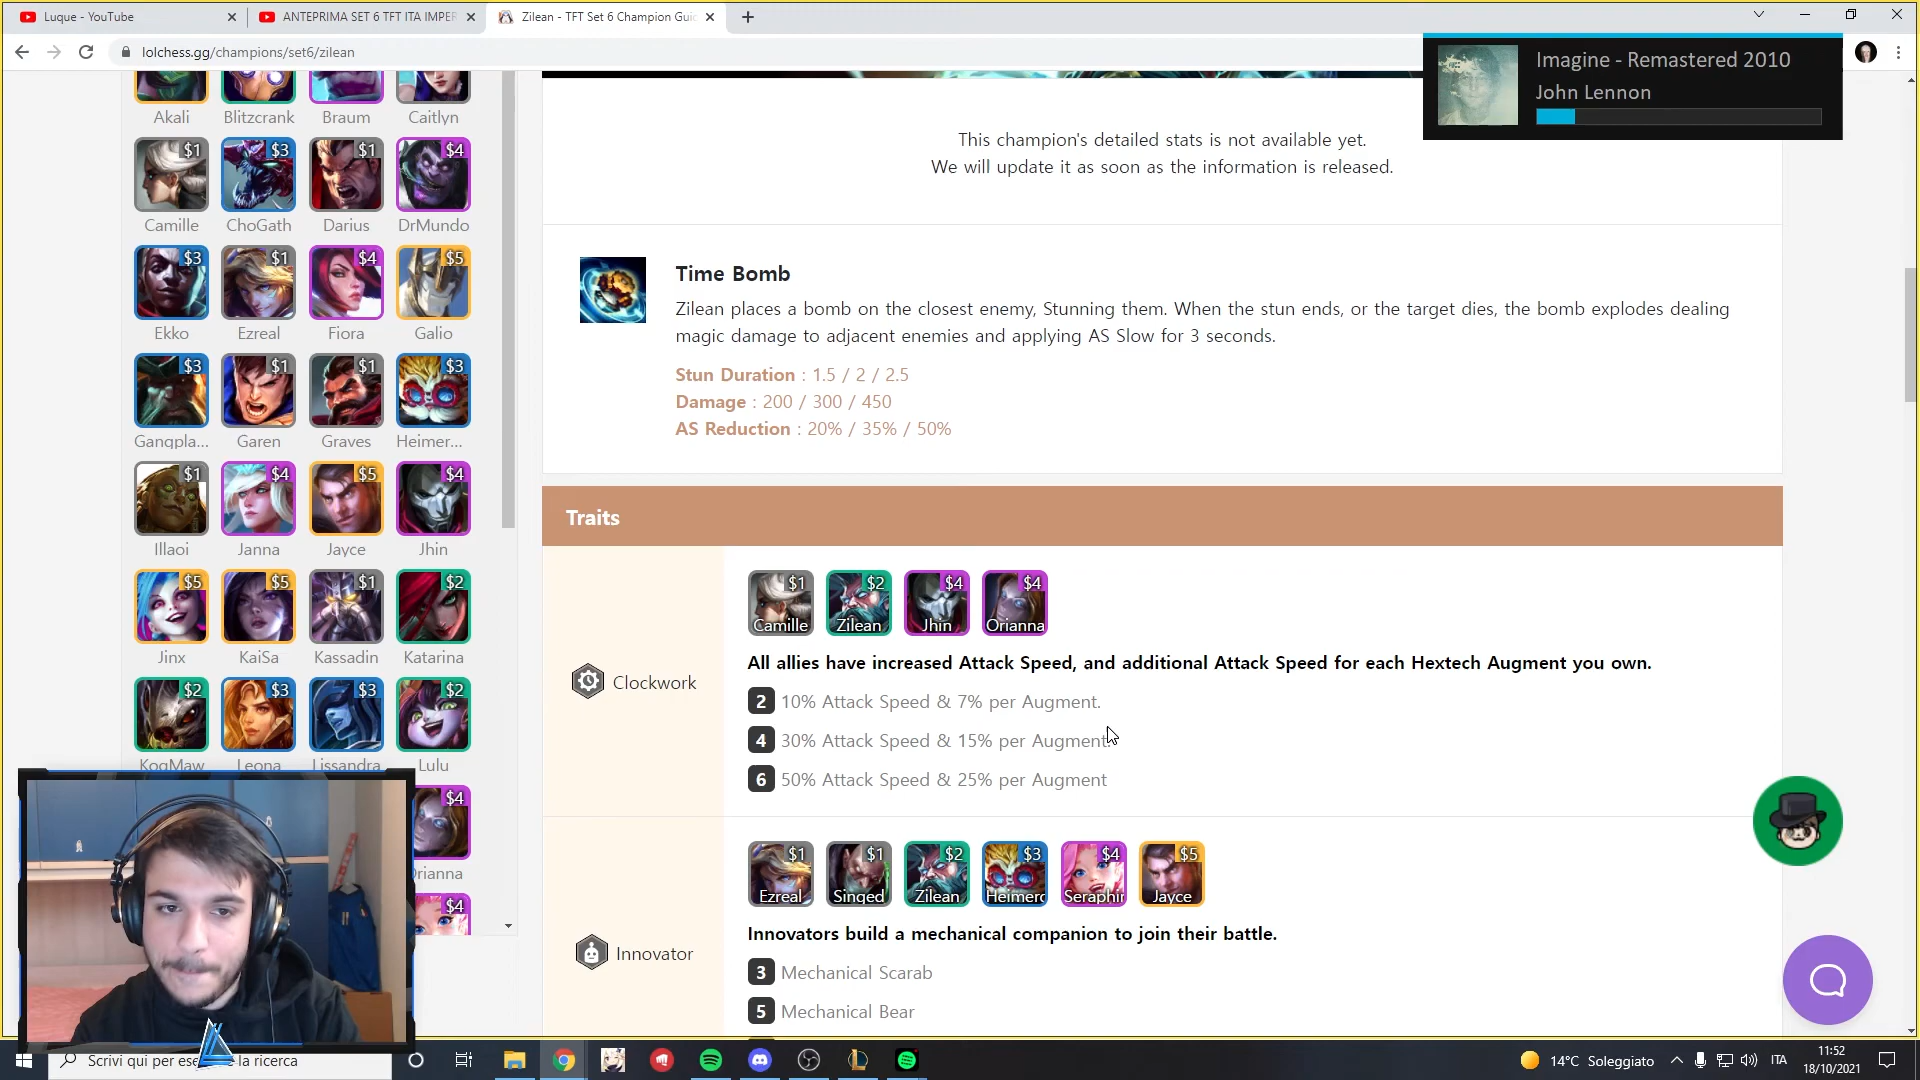 Luque - YouTube
ANTEPRIMA SET 6 TFT ITA IMPER
Zilean - TFT Set 6 Champion Gui
lolchess.gg/champions/set6/zilean
Imagine - Remastered 2010
John Lennon
Akali
Blitzcrank
Braum
Caitlyn
$1
$3
$1
$4
Camille
ChoGath
Darius
DrMundo
$3
$1
$4
$5
Ekko
Ezreal
Fiora
Galio
$3
$1
$1
$3
Gangpla...
Garen
Graves
Heimer...
$1
$4
$5
$4
Illaoi
Janna
Jayce
Jhin
$5
$5
$1
$2
Jinx
KaiSa
Kassadin
Katarina
$2
$3
$3
$2
KogMaw
Leona
Lissandra
Lulu
$4
Orianna
$4
This champion's detailed stats is not available yet.
We will update it as soon as the information is released.
Time Bomb
Zilean places a bomb on the closest enemy, Stunning them. When the stun ends, or the target dies, the bomb explodes dealing
magic damage to adjacent enemies and applying AS Slow for 3 seconds.
Stun Duration : 1.5 / 2 / 2.5
Damage : 200 / 300 / 450
AS Reduction : 20% / 35% / 50%
Traits
Clockwork
$1
$2
$4
$4
Camille
Zilean
Jhin
Orianna
All allies have increased Attack Speed, and additional Attack Speed for each Hextech Augment you own.
2 10% Attack Speed & 7% per Augment.
4 30% Attack Speed & 15% per Augment.
6 50% Attack Speed & 25% per Augment
Innovator
$1
$1
$2
$3
$4
$5
Ezreal
Singed
Zilean
Heimerd
Seraphin
Jayce
Innovators build a mechanical companion to join their battle.
3 Mechanical Scarab
5 Mechanical Bear
Scrivi qui per ese e la ricerca
14°C Soleggiato
ITA
11:52
18/10/2021